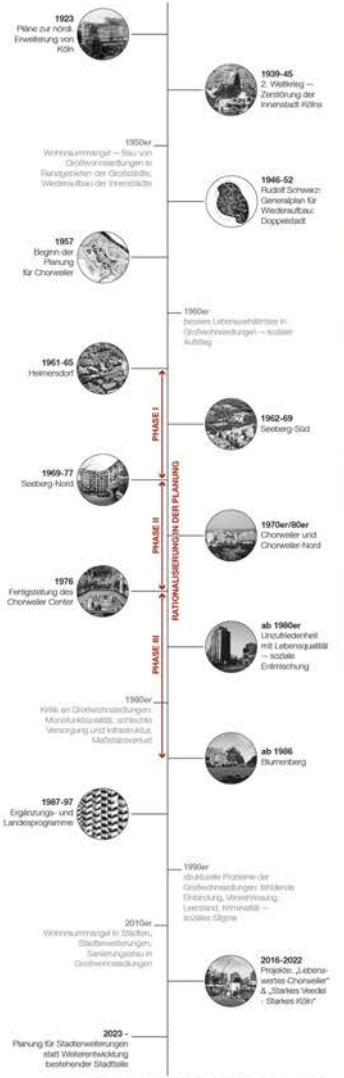 1923
Pläne zur nördl.
Erweiterung von
Köln
1939-45
2. Weltkrieg —
Zerstörung der
Innenstadt Kölns
1950er
Wohnraummangel — Bau von
Großwohnsiedlungen in
Randgebieten der Großstädte,
Wiederaufbau der Innenstädte
1946-52
Rudolf Schwarz:
Generalplan für
Wiederaufbau:
Doppelstadt
1957
Beginn der
Planung
für Chorweiler
1960er
bessere Lebensverhältnisse in
Großwohnsiedlungen — sozialer
Aufstieg
1961-65
Heimersdorf
PHASE I
1962-69
Seeberg-Süd
1969-77
Seeberg-Nord
RATIONALISIERUNG IN DER PLANUNG
PHASE II
1970er/80er
Chorweiler und
Chorweiler-Nord
1976
Fertigstellung des
Chorweiler Center
PHASE III
ab 1980er
Unzufriedenheit
mit Lebensqualität
— soziale
Entmischung
1980er
Kritik an Großwohnsiedlungen:
Monofunktionalität, schlechte
Versorgung und Infrastruktur,
Maßstabsverlust
ab 1986
Blumenberg
1987-97
Ergänzungs- und
Landesprogramme
1990er
strukturelle Probleme der
Großwohnsiedlungen: fehlende
Einbindung, Verwahrlosung,
Leerstand, Kriminalität —
soziales Stigma
2010er
Wohnraummangel in Städten,
Stadterweiterungen,
Sanierungsstau in
Großwohnsiedlungen
2016-2022
Projekte: „Lebens-
wertes Chorweiler"
& „Starkes Veedel
- Starkes Köln"
2023 -
Planung für Stadterweiterungen
statt Weiterentwicklung
bestehender Stadtteile